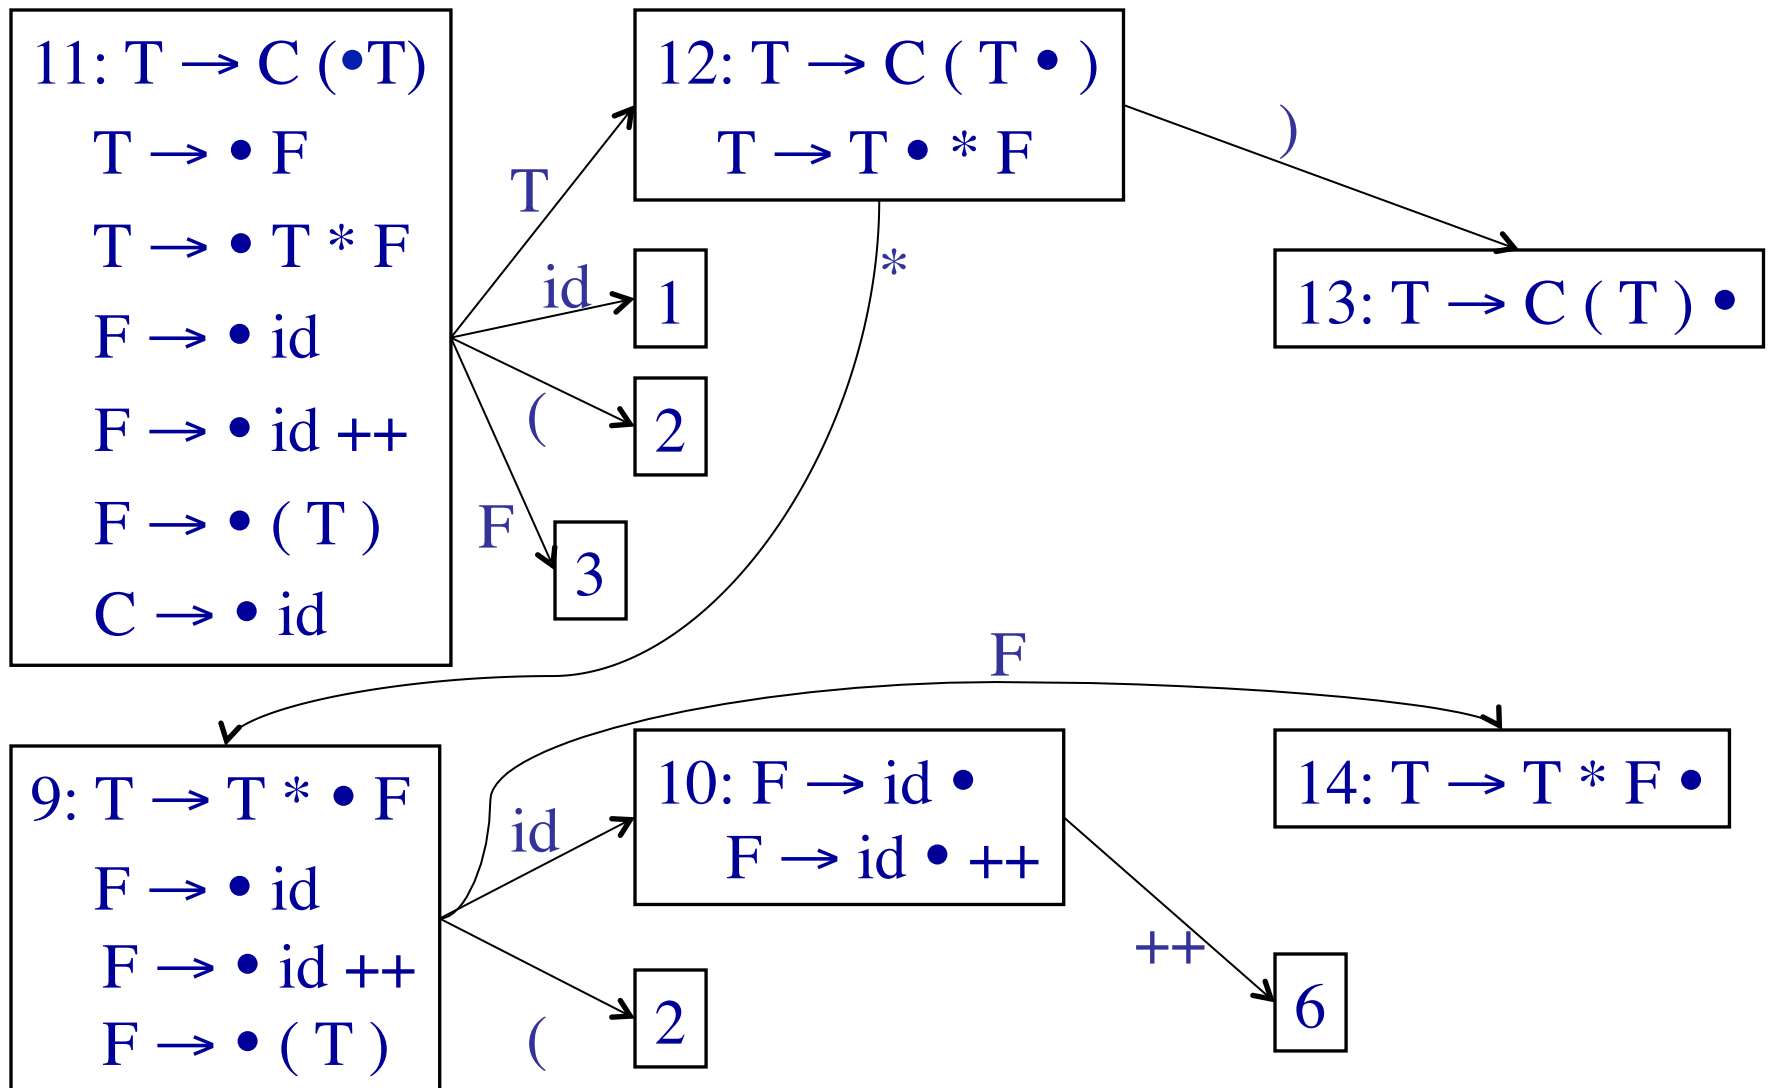 11: T → C (•T)
T → • F
T → • T * F
F → • id
F → • id ++
F → • ( T )
C → • id
T
id
(
F
12: T → C ( T • )
T → T • * F
1
2
3
)
*
13: T → C ( T ) •
F
9: T → T * • F
F → • id
F → • id ++
F → • ( T )
id
(
10: F → id •
F → id • ++
2
++
14: T → T * F •
6